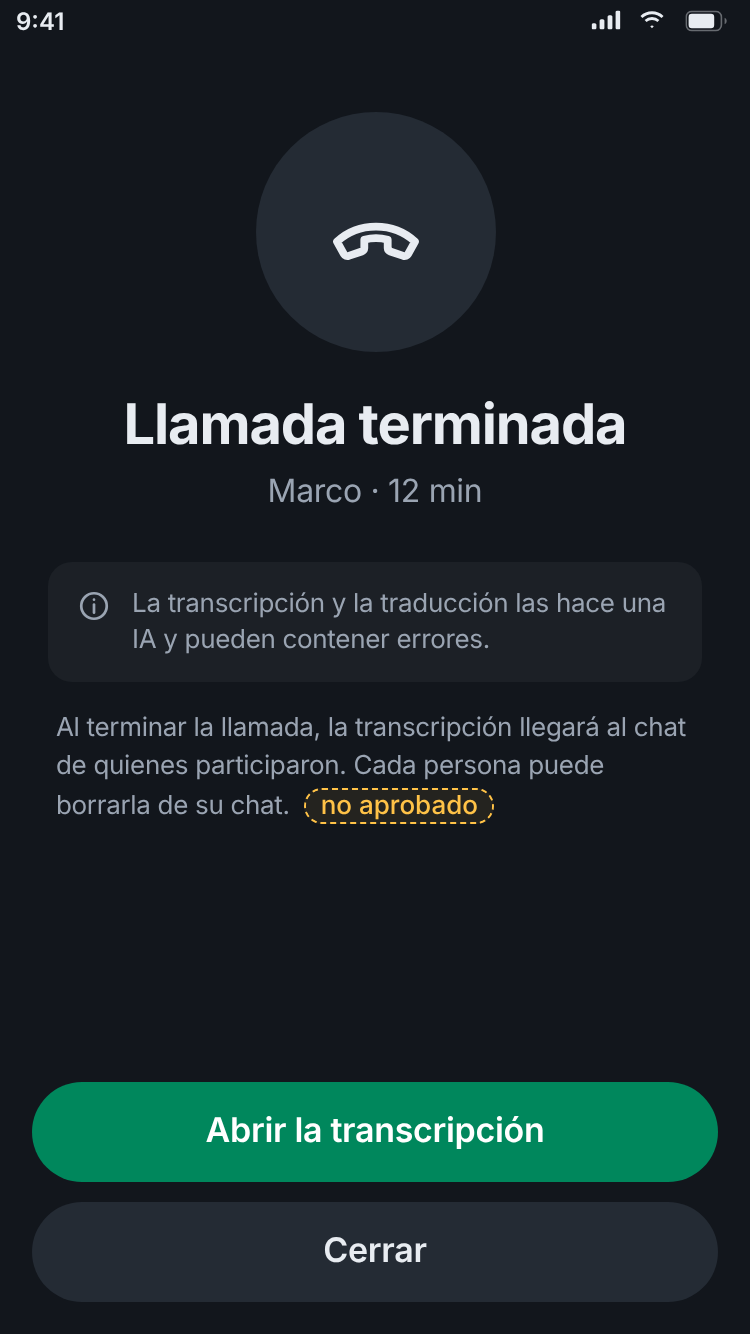 9:41
Llamada terminada
Marco · 12 min
La transcripción y la traducción las hace una
IA y pueden contener errores.
Al terminar la llamada, la transcripción llegará al chat
de quienes participaron. Cada persona puede
borrarla de su chat. no aprobado
Abrir la transcripción
Cerrar